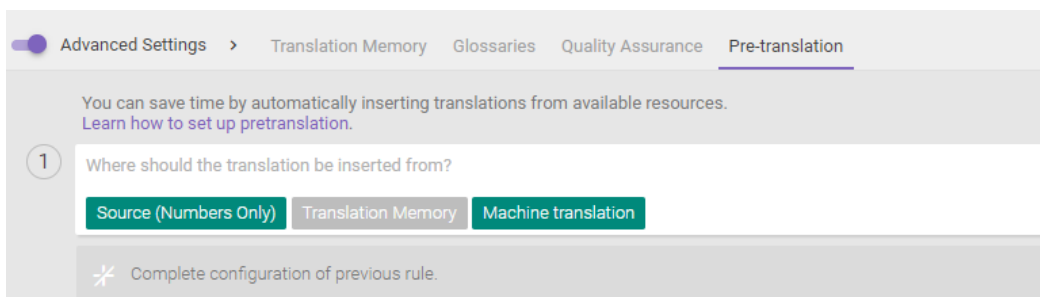 Advanced Settings > Translation Memory Glossaries Quality Assurance Pre-translation
You can save time by automatically inserting translations from available resources.
Learn how to set up pretranslation.
1 Where should the translation be inserted from?
Source (Numbers Only) Translation Memory Machine translation
Complete configuration of previous rule.